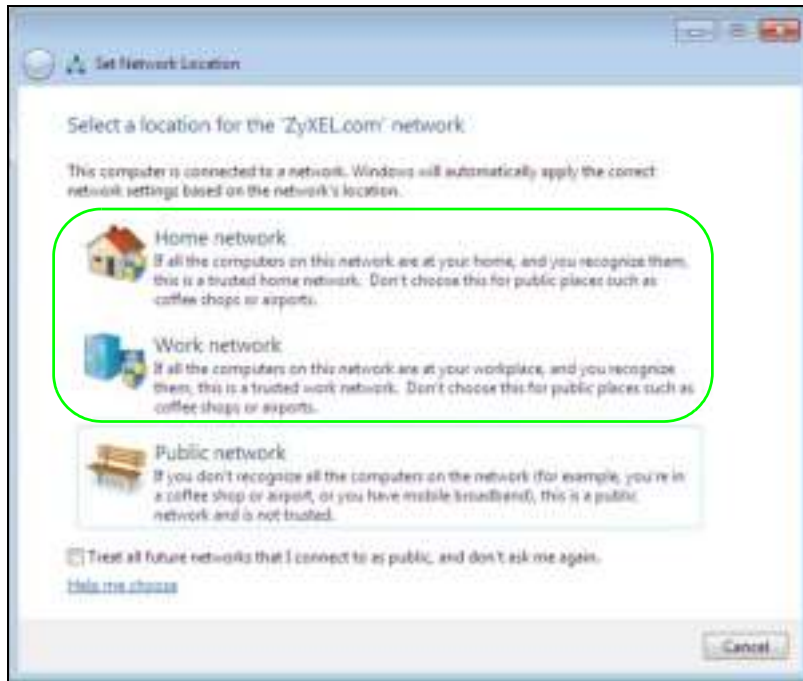 Set Network Location
Select a location for the 'ZyXEL.com' network
This computer is connected to a network. Windows will automatically apply the correct
network settings based on the network's location.
Home network
If all the computers on this network are at your home, and you recognize them,
this is a trusted home network. Don't choose this for public places such as
coffee shops or airports.
Work network
If all the computers on this network are at your workplace, and you recognize
them, this is a trusted work network. Don't choose this for public places such as
coffee shops or airports.
Public network
If you don't recognize all the computers on the network (for example, you're in
a coffee shop or airport, or you have mobile broadband), this is a public
network and is not trusted.
Treat all future networks that I connect to as public, and don't ask me again.
Help me choose
Cancel